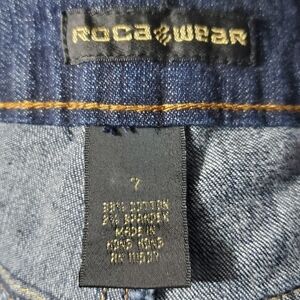 ROCA WEAR
7
98% COTTON
2% SPANDEX
MADE IN
HONG KONG